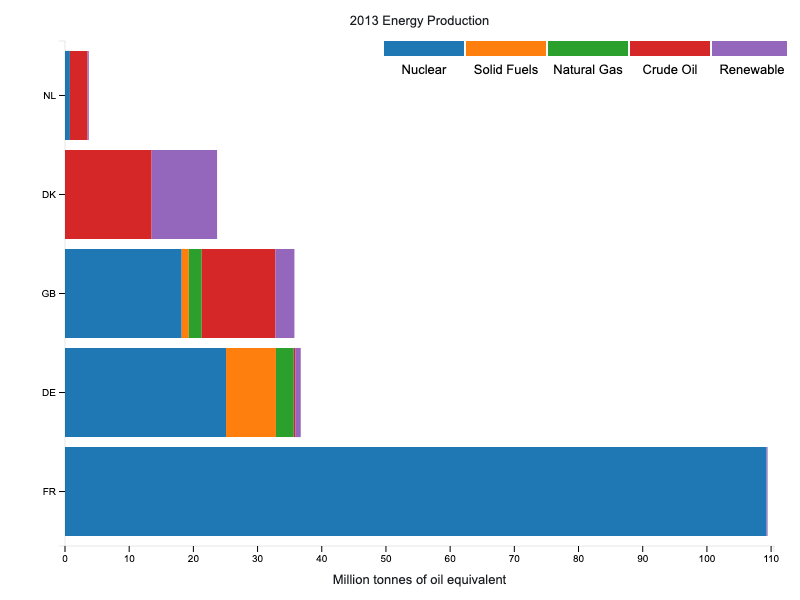 2013 Energy Production
Nuclear Solid Fuels Natural Gas Crude Oil Renewable
NL
DK
GB
DE
FR
0 10 20 30 40 50 60 70 80 90 100 110
Million tonnes of oil equivalent